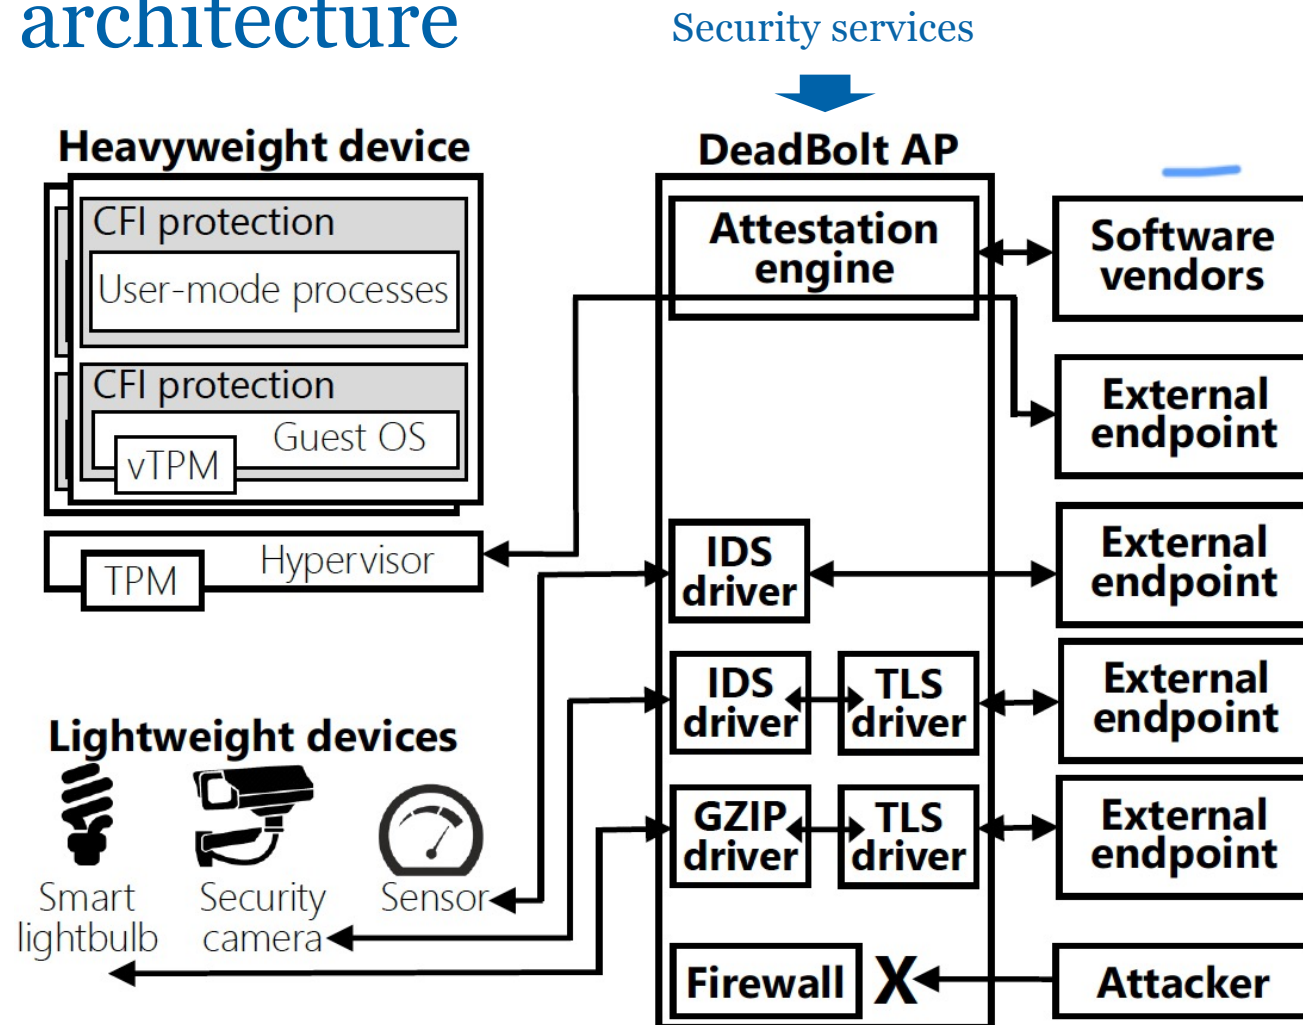 architecture
Security services
Heavyweight device
CFI protection
User-mode processes
CFI protection
Guest OS
vTPM
Hypervisor
TPM
Lightweight devices
Smart
lightbulb
Security
camera
Sensor
DeadBolt AP
Attestation
engine
IDS
driver
IDS
driver
TLS
driver
GZIP
driver
TLS
driver
Firewall
X
Software
vendors
External
endpoint
External
endpoint
External
endpoint
External
endpoint
Attacker